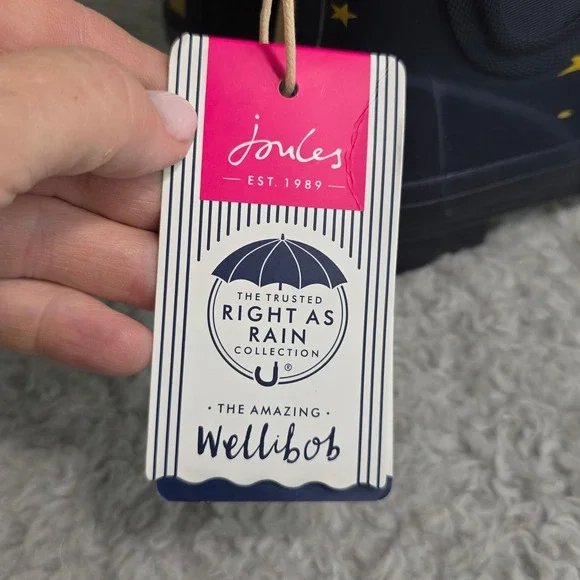 joules
EST. 1989
THE TRUSTED
RIGHT AS
RAIN
COLLECTION
®
· THE AMAZING ·
Wellibob